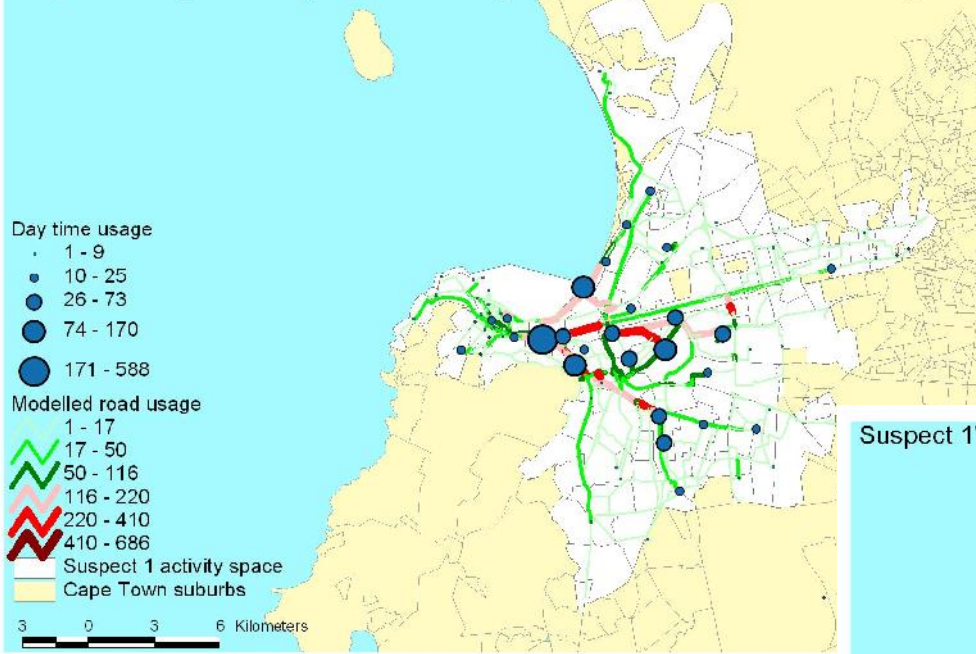 Day time usage
1 - 9
10 - 25
26 - 73
74 - 170
171 - 588
Modelled road usage
1 - 17
17 - 50
50 - 116
116 - 220
220 - 410
410 - 686
Suspect 1 activity space
Cape Town suburbs
3 0 3 6 Kilometers
Suspect 1'